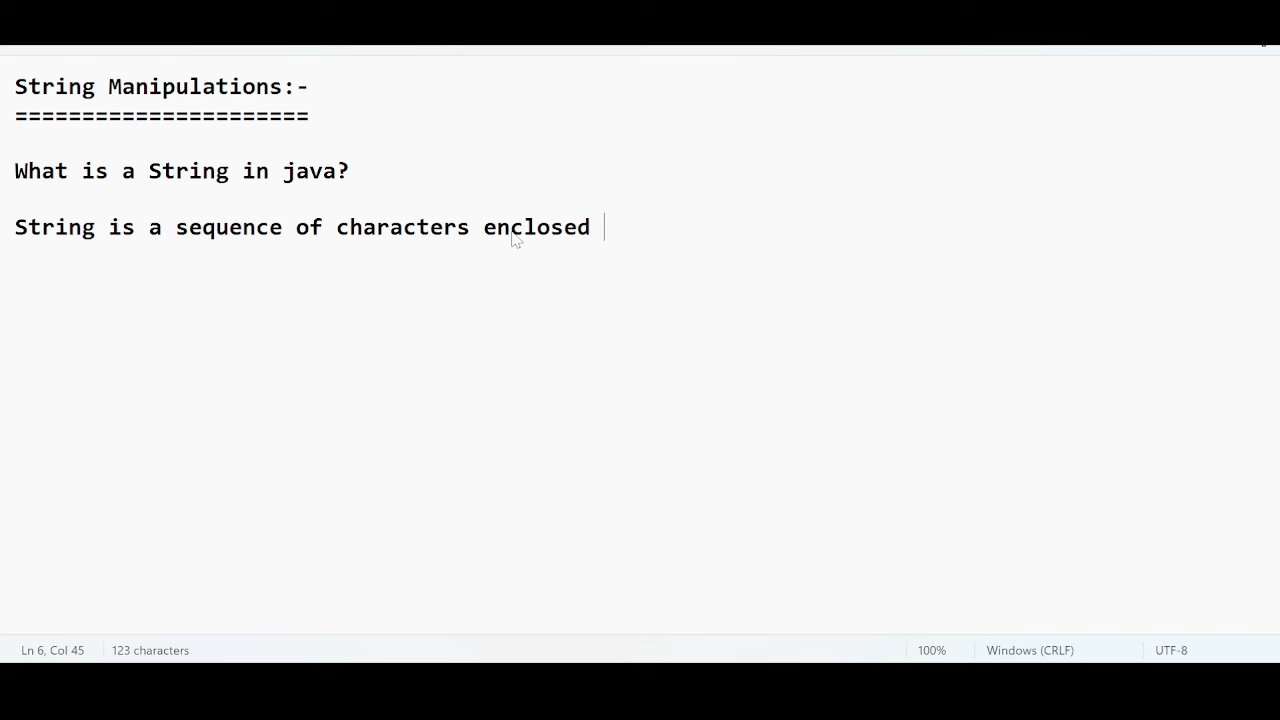 String Manipulations:-
======================
What is a String in java?
String is a sequence of characters enclosed
Ln 6, Col 45 123 characters 100% Windows (CRLF) UTF-8